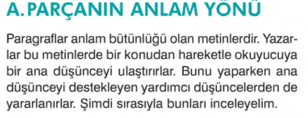 A.PARÇANIN ANLAM YÖNÜ
Paragraflar anlam bütünlüğü olan metinlerdir. Yazar-
lar bu metinlerde bir konudan hareketle okuyucuya
bir ana düşünceyi ulaştırırlar. Bunu yaparken ana
düşünceyi destekleyen yardımcı düşüncelerden de
yararlanırlar. Şimdi sırasıyla bunları inceleyelim.